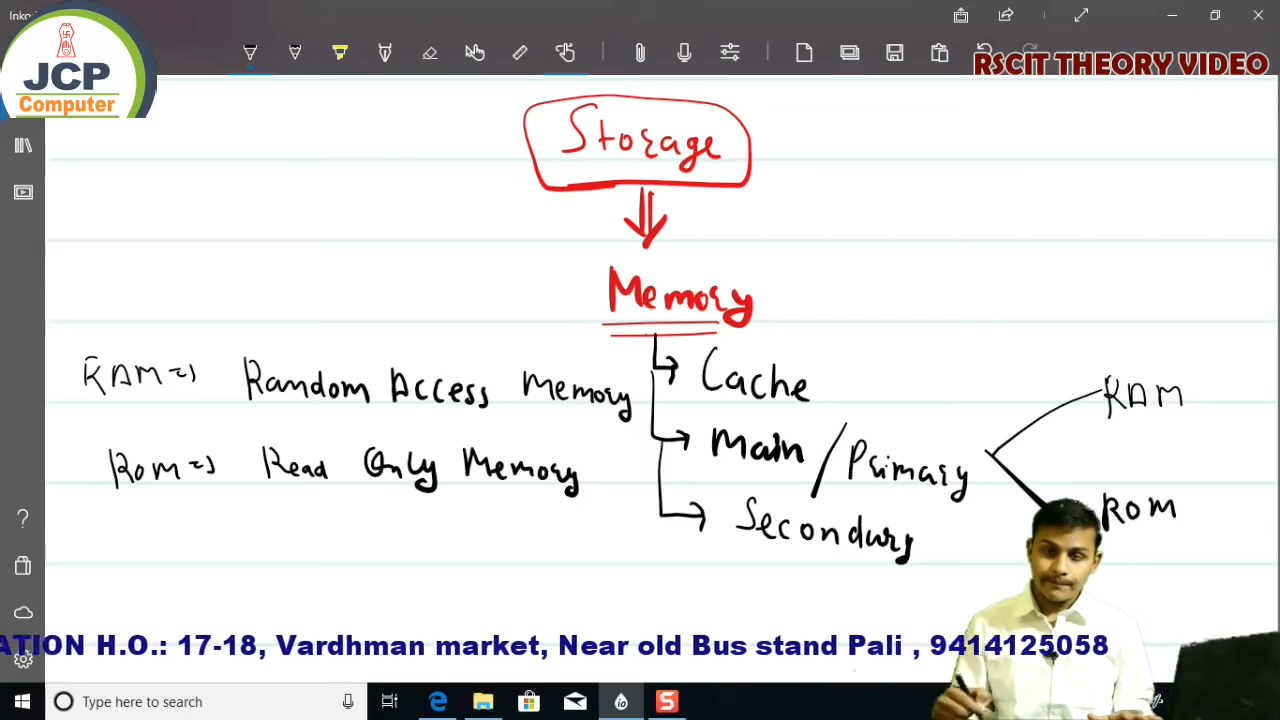 Inko
JCP
Computer
RSCIT THEORY VIDEO
Storage
Memory
RAM => Random Access Memory
Cache
RAM
Main / Primary
ROM => Read Only Memory
Secondary
ROM
ATION H.O.: 17-18, Vardhman market, Near old Bus stand Pali , 9414125058
Type here to search